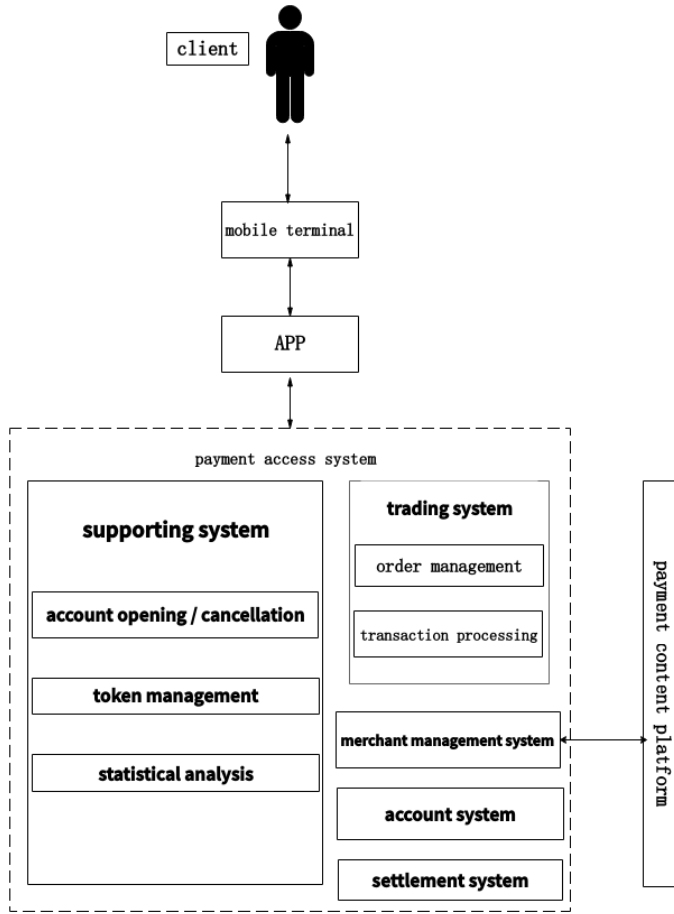 client
mobile terminal
APP
payment access system
supporting system
account opening / cancellation
token management
statistical analysis
trading system
order management
transaction processing
merchant management system
account system
settlement system
payment content platform